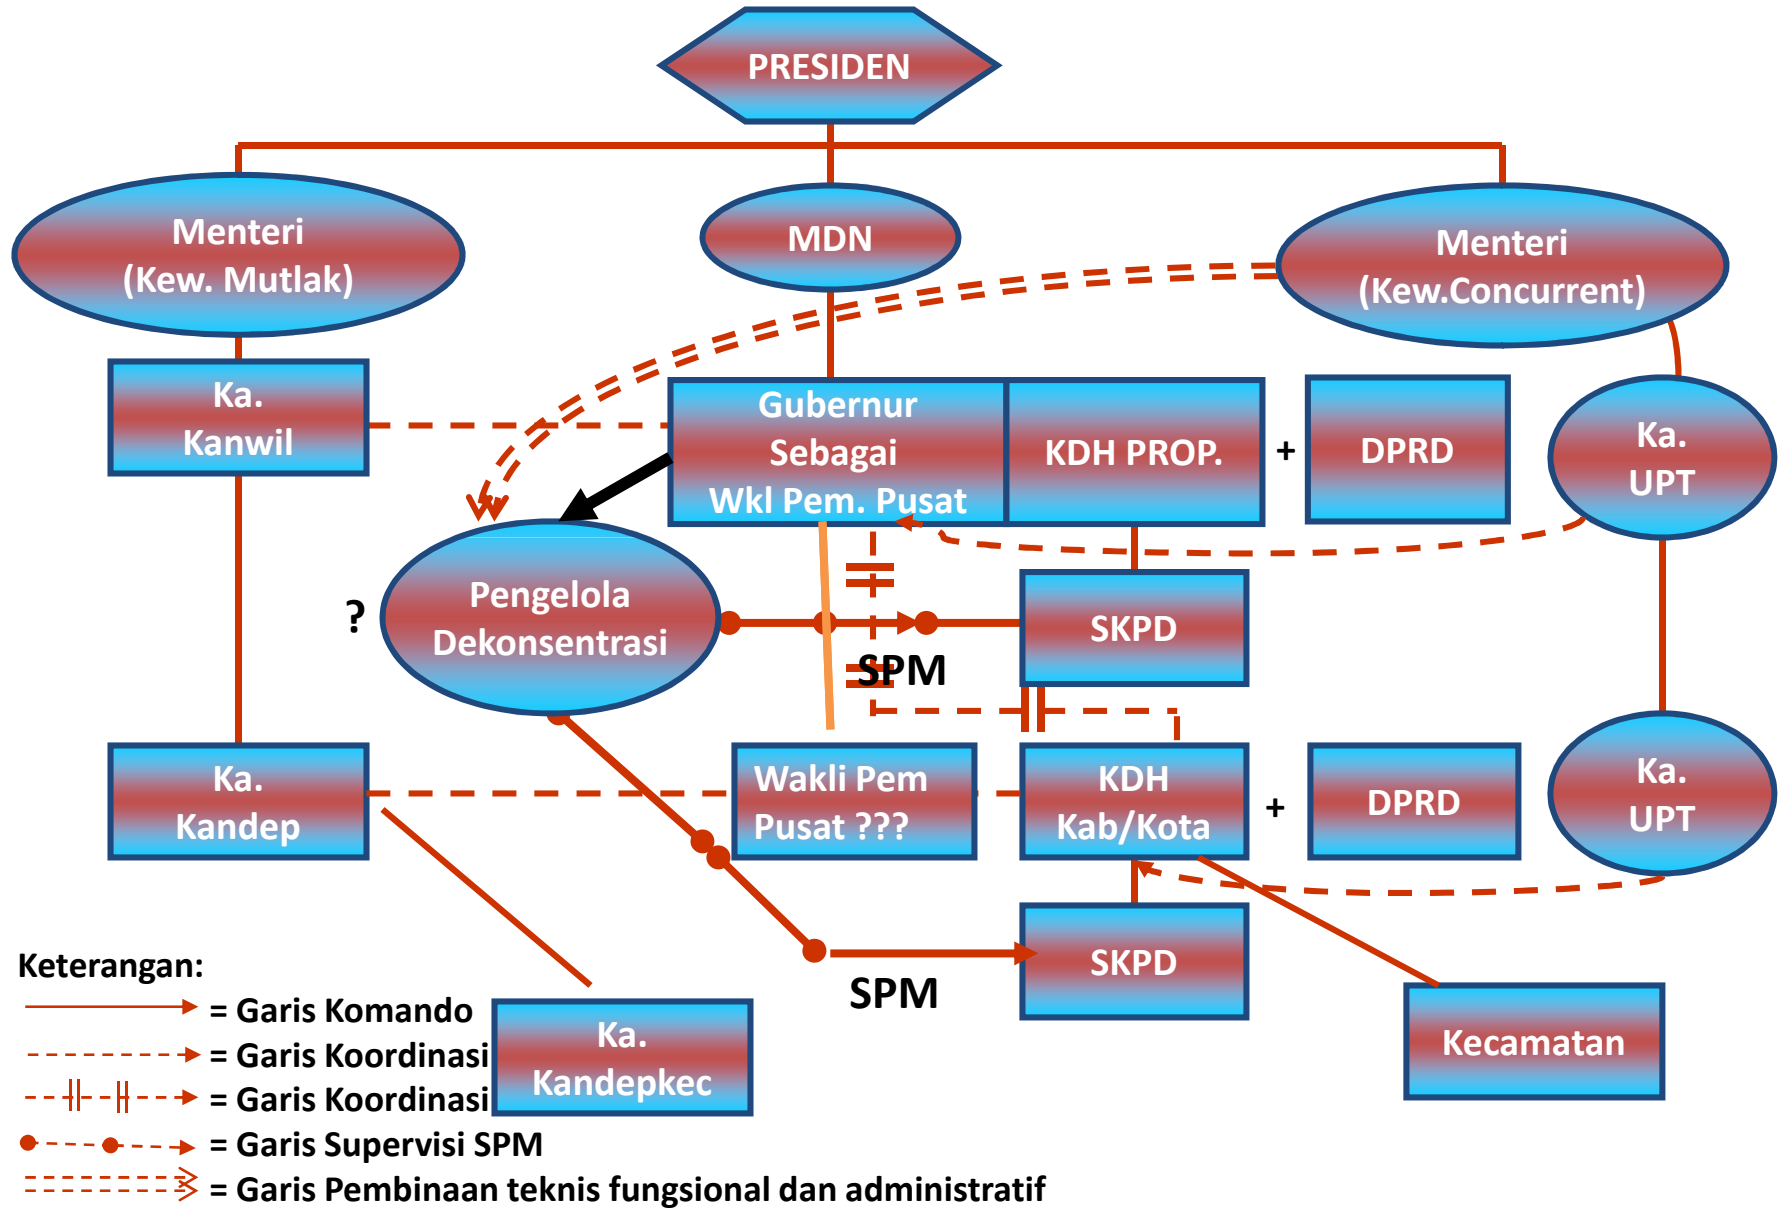 PRESIDEN
Menteri
(Kew. Mutlak)
MDN
Menteri
(Kew.Concurrent)
Ka.
Kanwil
Gubernur
Sebagai
Wkl Pem. Pusat
KDH PROP.
+
DPRD
Ka.
UPT
?
Pengelola
Dekonsentrasi
SKPD
SPM
Ka.
Kandep
Wakli Pem
Pusat ???
KDH
Kab/Kota
+
DPRD
Ka.
UPT
SKPD
SPM
Ka.
Kandepkec
Kecamatan
Keterangan:
= Garis Komando
= Garis Koordinasi
= Garis Koordinasi
= Garis Supervisi SPM
= Garis Pembinaan teknis fungsional dan administratif